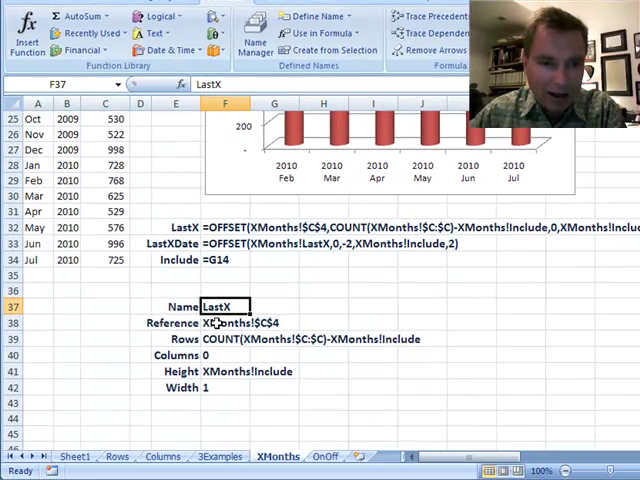 AutoSum Logical Define Name Trace Precedents
Insert Function Recently Used Text Name Manager Use in Formula Trace Depende
Financial Date & Time Create from Selection Remove Arrows
Function Library Defined Names
F37 fx LastX
A B C D E F G H I J
25 Oct 2009 530
26 Nov 2009 522 200
27 Dec 2009 998 -
28 Jan 2010 728 2010 2010 2010 2010 2010 2010
29 Feb 2010 768 Feb Mar Apr May Jun Jul
30 Mar 2010 625
31 Apr 2010 529
32 May 2010 576 LastX =OFFSET(XMonths!$C$4,COUNT(XMonths!$C:$C)-XMonths!Include,0,XMonths!Inclu
33 Jun 2010 996 LastXDate =OFFSET(XMonths!LastX,0,-2,XMonths!Include,2)
34 Jul 2010 725 Include =G14
35
36
37 Name LastX
38 Reference XMonths!$C$4
39 Rows COUNT(XMonths!$C:$C)-XMonths!Include
40 Columns 0
41 Height XMonths!Include
42 Width 1
43
44
45
46
Sheet1 Rows Columns 3Examples XMonths OnOff
Ready 100%